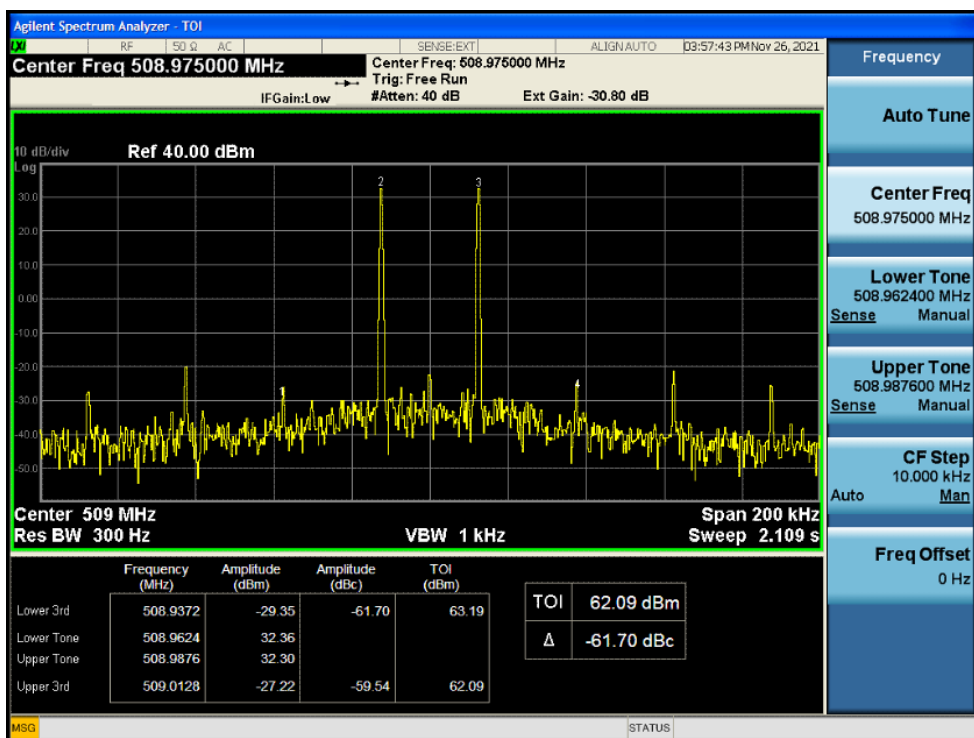 Agilent Spectrum Analyzer - TOI
LXI RF 50 Ω AC SENSE:EXT ALIGN AUTO 03:57:43 PM Nov 26, 2021
Center Freq 508.975000 MHz
Center Freq: 508.975000 MHz
Trig: Free Run
IFGain:Low #Atten: 40 dB Ext Gain: -30.80 dB
10 dB/div Ref 40.00 dBm
Log
2 3
30.0
20.0
10.0
0.00
-10.0
-20.0
1 4
-30.0
-40.0
-50.0
Center 509 MHz Span 200 kHz
Res BW 300 Hz VBW 1 kHz Sweep 2.109 s
Frequency Amplitude Amplitude TOI
(MHz) (dBm) (dBc) (dBm)
Lower 3rd 508.9372 -29.35 -61.70 63.19
Lower Tone 508.9624 32.36
Upper Tone 508.9876 32.30
Upper 3rd 509.0128 -27.22 -59.54 62.09
TOI 62.09 dBm
Δ -61.70 dBc
Frequency
Auto Tune
Center Freq
508.975000 MHz
Lower Tone
508.962400 MHz
Sense Manual
Upper Tone
508.987600 MHz
Sense Manual
CF Step
10.000 kHz
Auto Man
Freq Offset
0 Hz
MSG STATUS